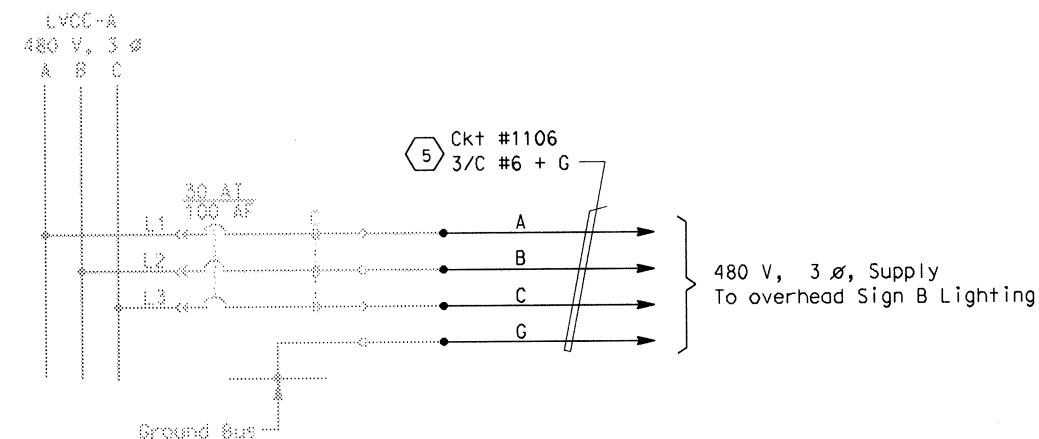 LVCC-A
480 V, 3 ø
A B C
5 Ckt #1106
3/C #6 + G
30 AT
100 AF
C
L1
L2
L3
A
B
C
G
480 V, 3 ø, Supply
To overhead Sign B Lighting
Ground Bus